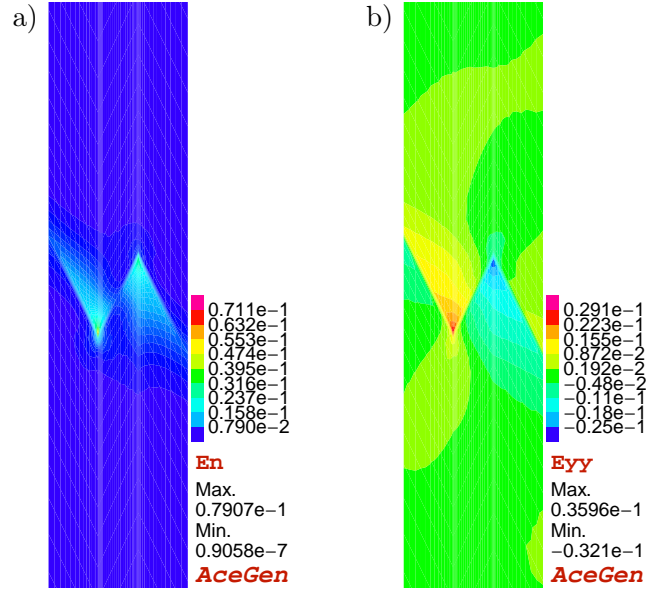 a)
0.711e−1
0.632e−1
0.553e−1
0.474e−1
0.395e−1
0.316e−1
0.237e−1
0.158e−1
0.790e−2
En
Max.
0.7907e−1
Min.
0.9058e−7
AceGen
b)
0.291e−1
0.223e−1
0.155e−1
0.872e−2
0.192e−2
−0.48e−2
−0.11e−1
−0.18e−1
−0.25e−1
Eyy
Max.
0.3596e−1
Min.
−0.321e−1
AceGen